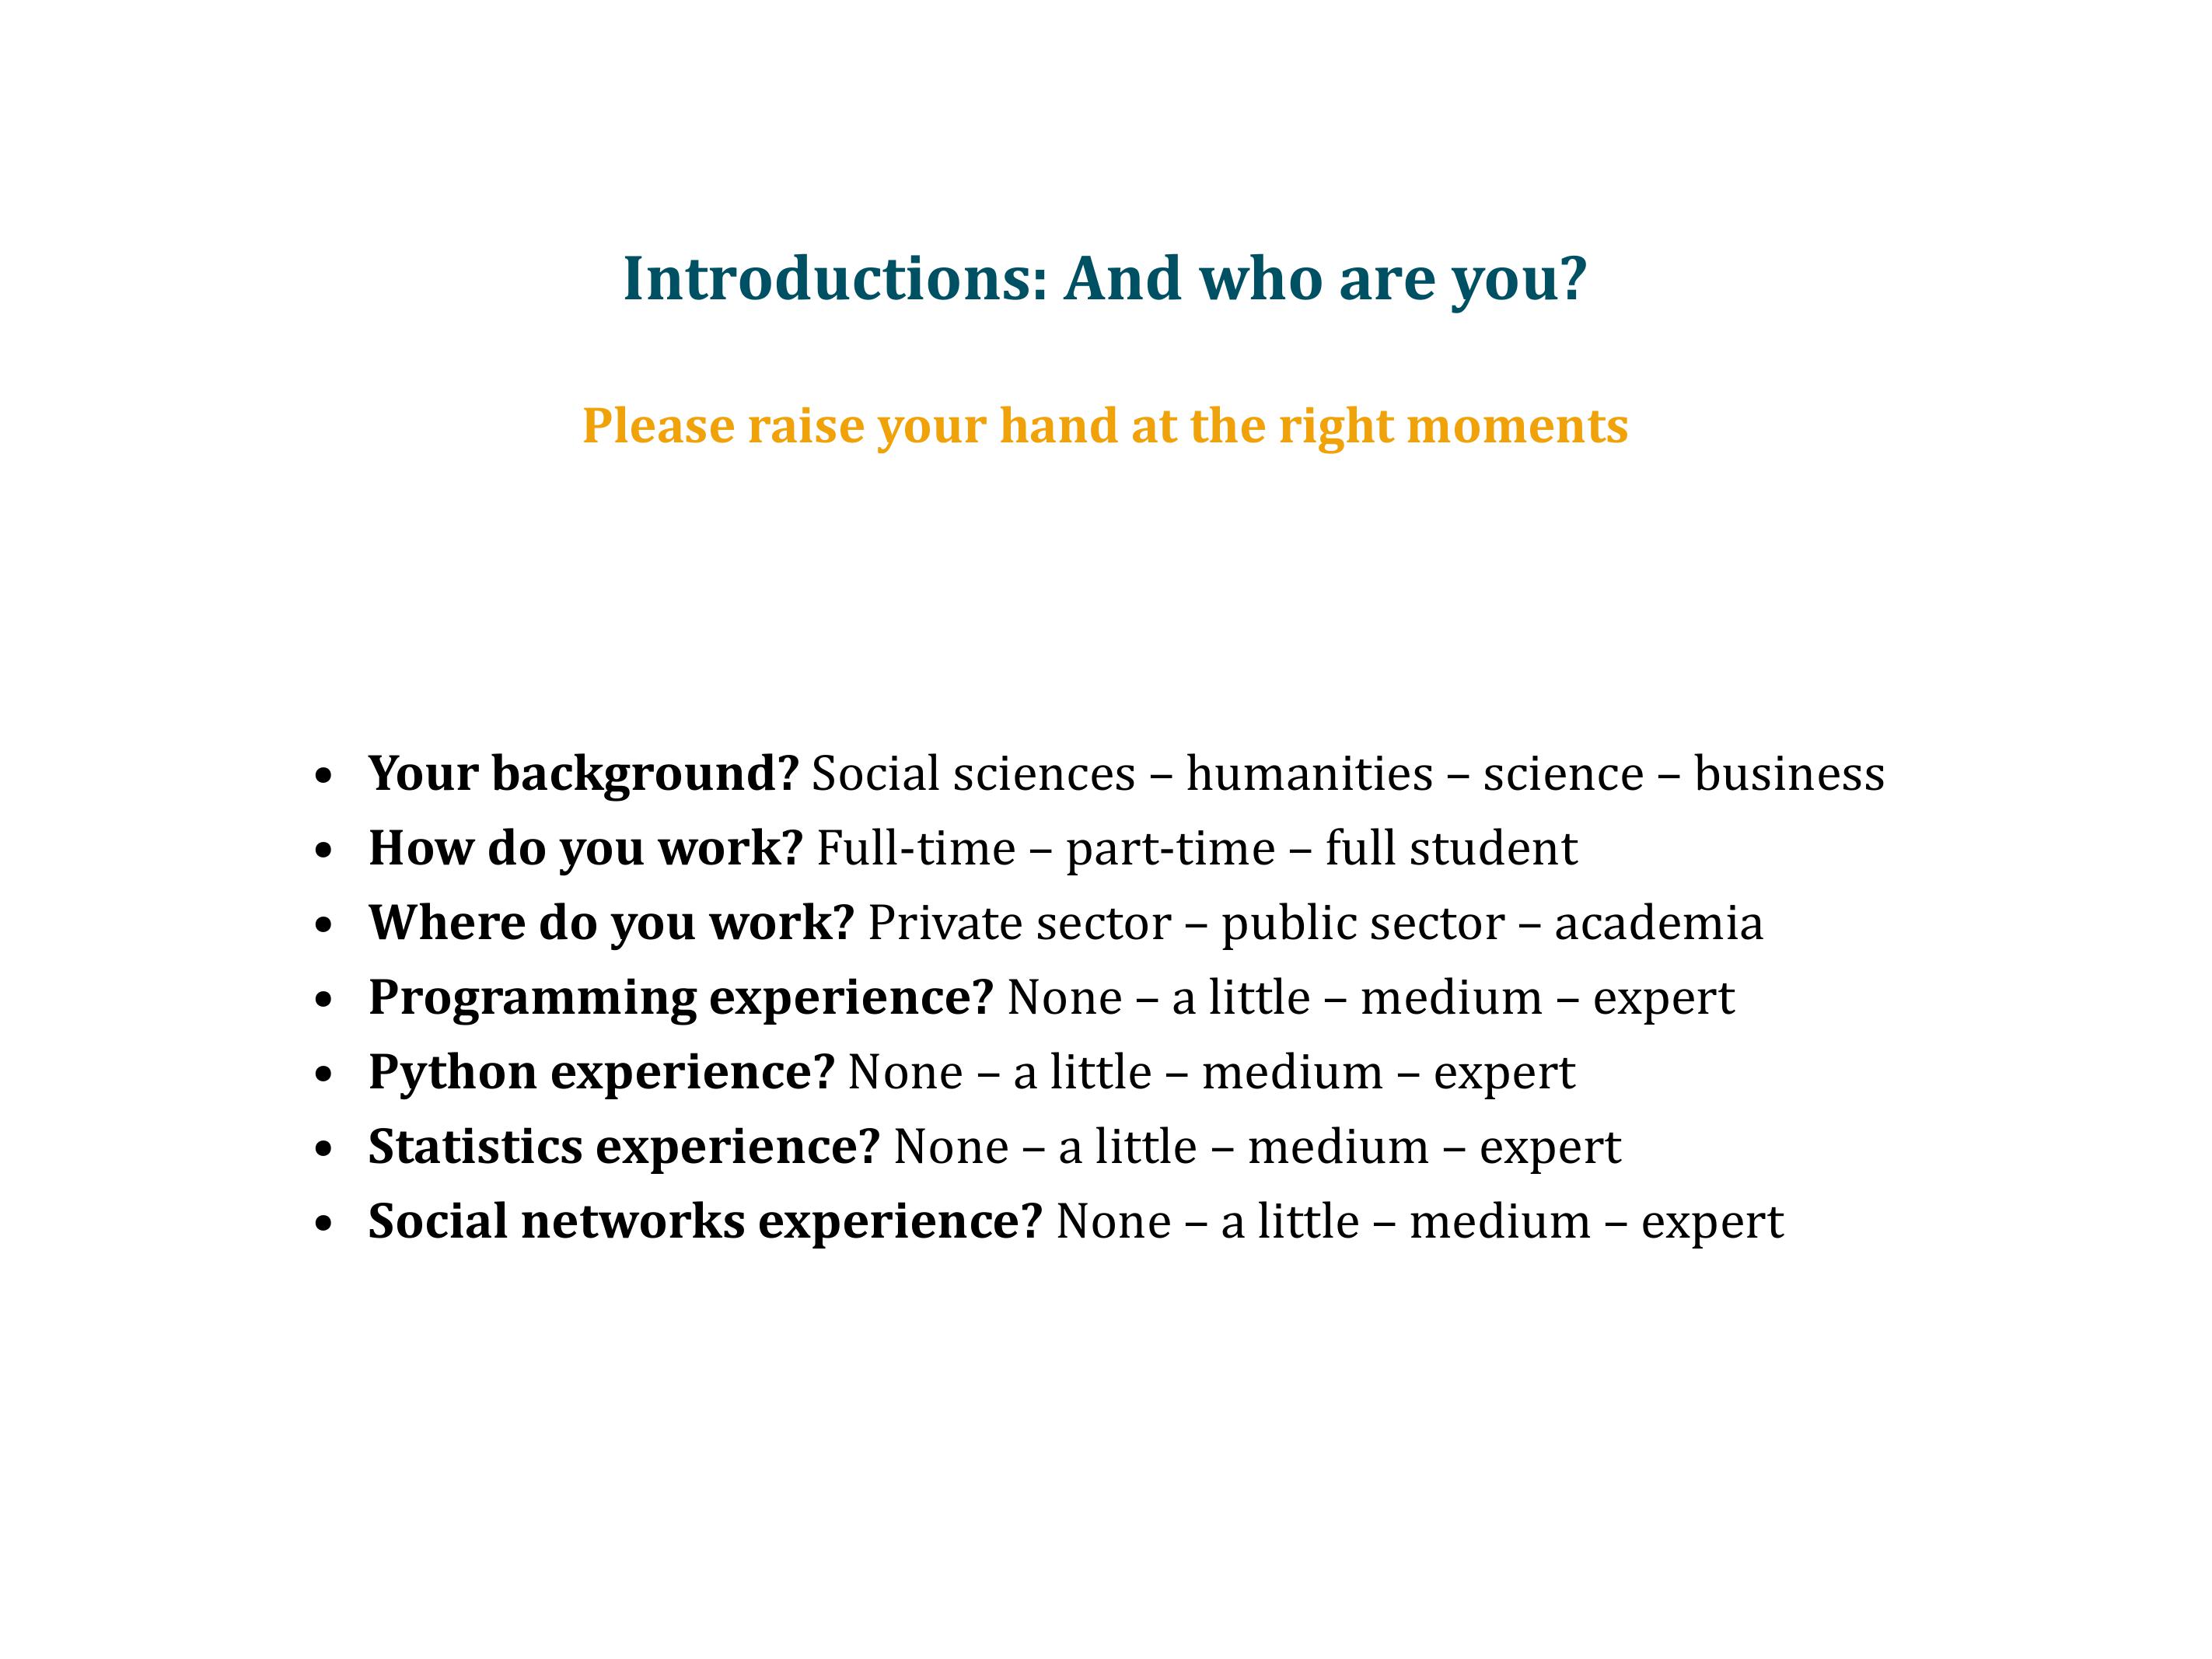 Introductions: And who are you?
Please raise your hand at the right moments
• Your background? Social sciences – humanities – science – business
• How do you work? Full-time – part-time – full student
• Where do you work? Private sector – public sector – academia
• Programming experience? None – a little – medium – expert
• Python experience? None – a little – medium – expert
• Statistics experience? None – a little – medium – expert
• Social networks experience? None – a little – medium – expert